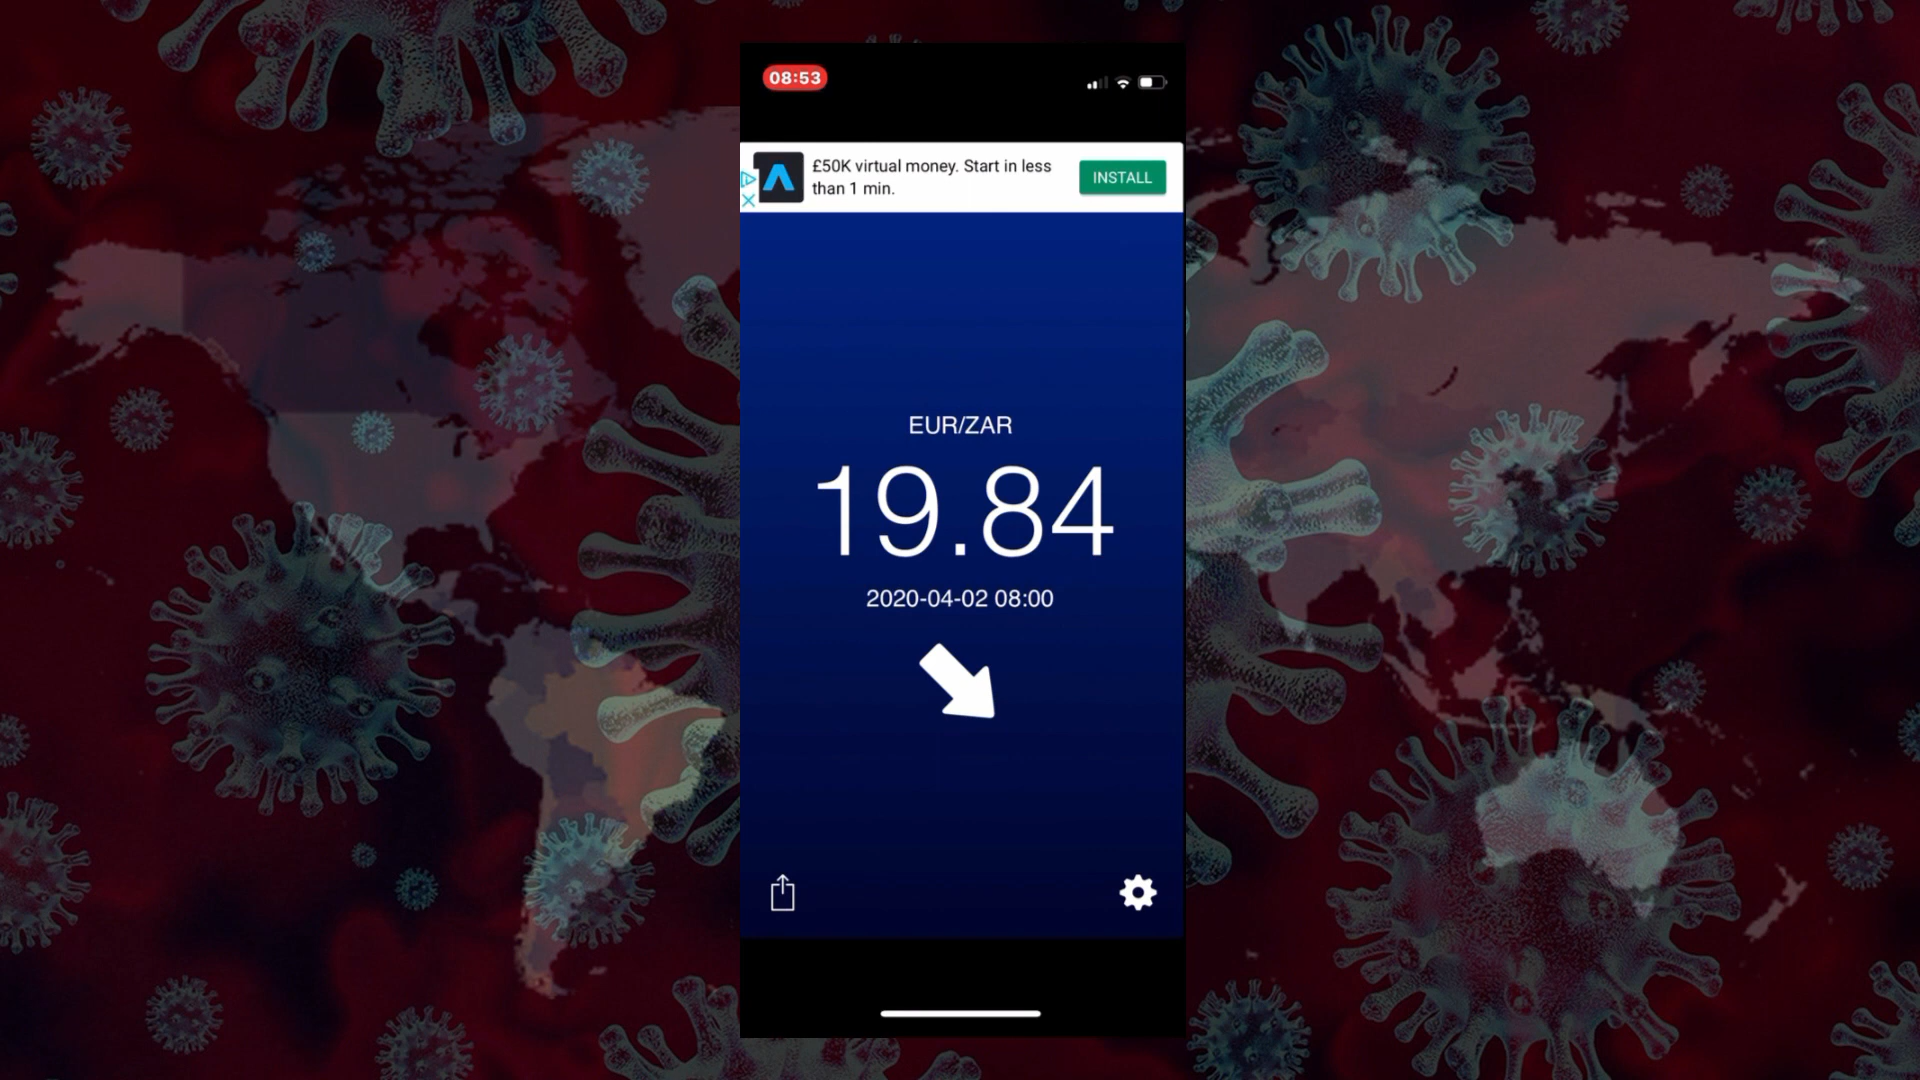 08:53
£50K virtual money. Start in less
than 1 min.
INSTALL
EUR/ZAR
19.84
2020-04-02 08:00